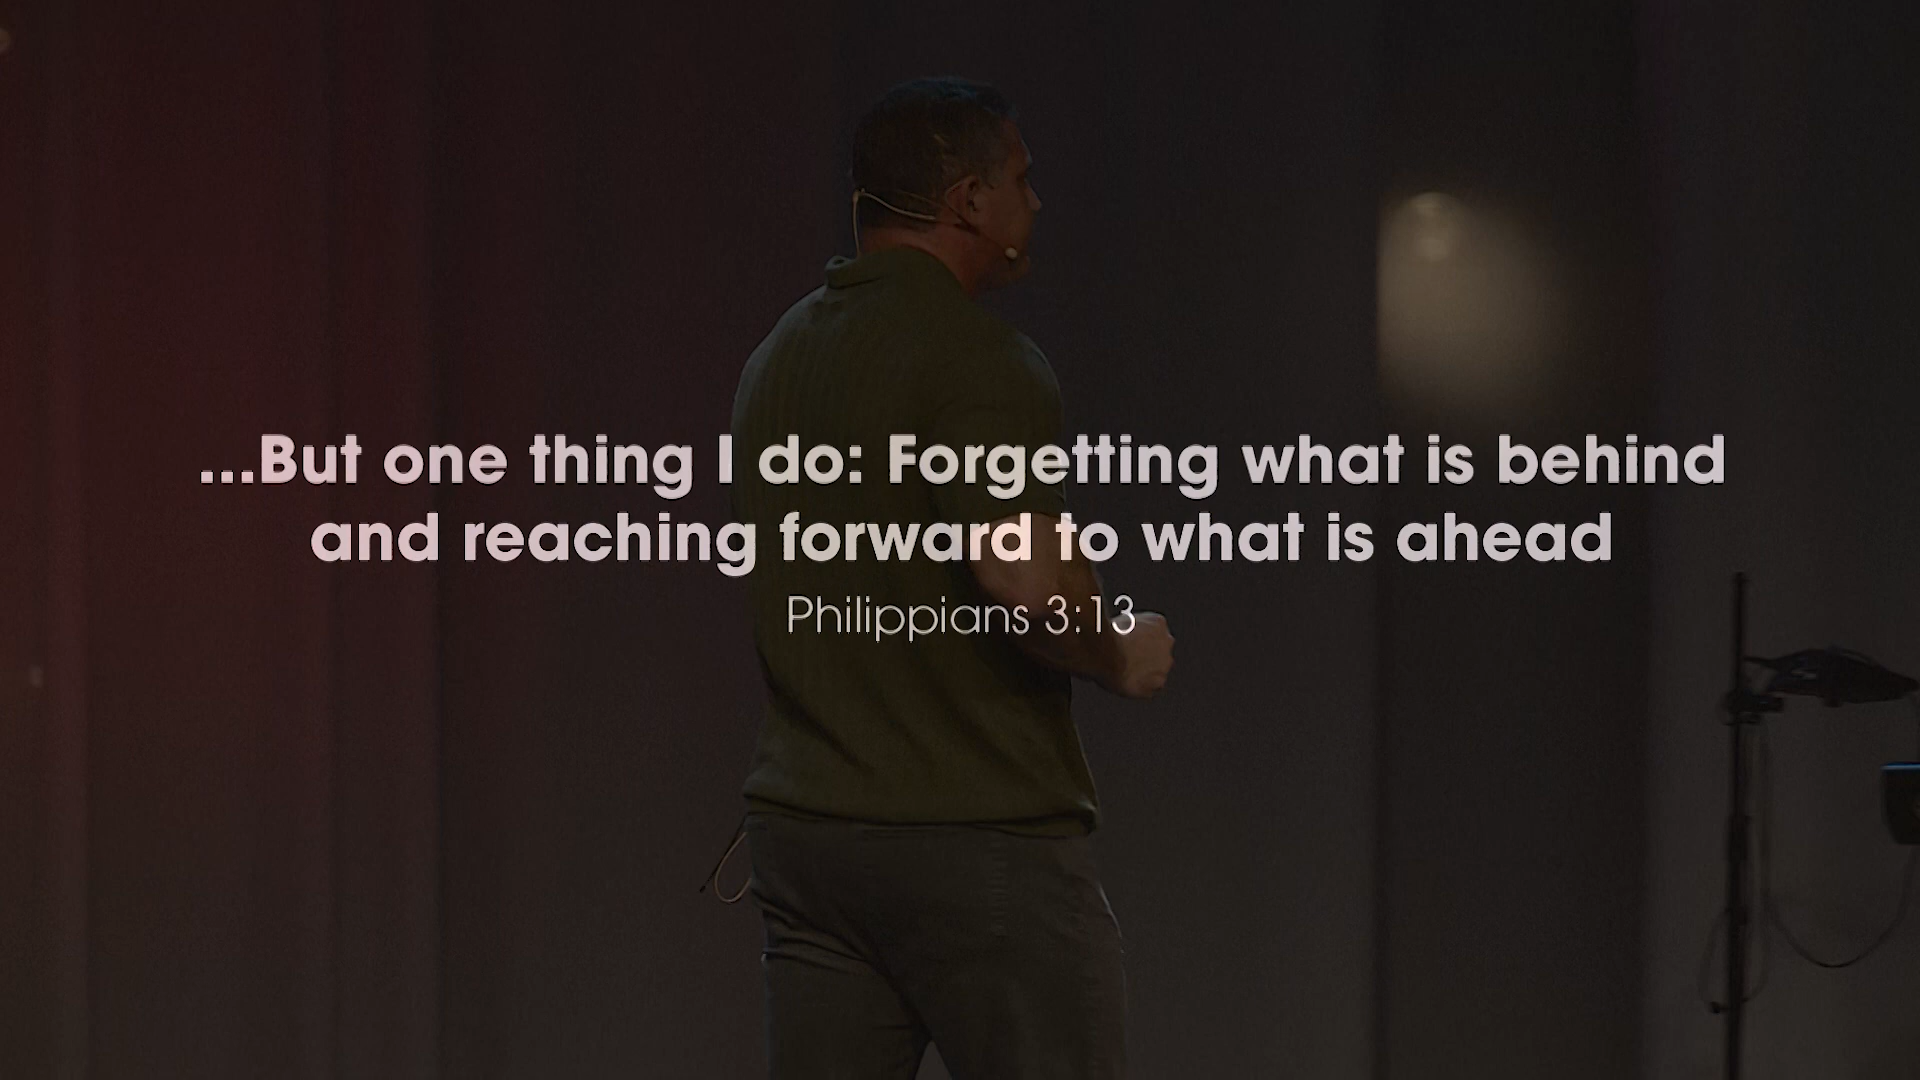 ...But one thing I do: Forgetting what is behind
and reaching forward to what is ahead
Philippians 3:13